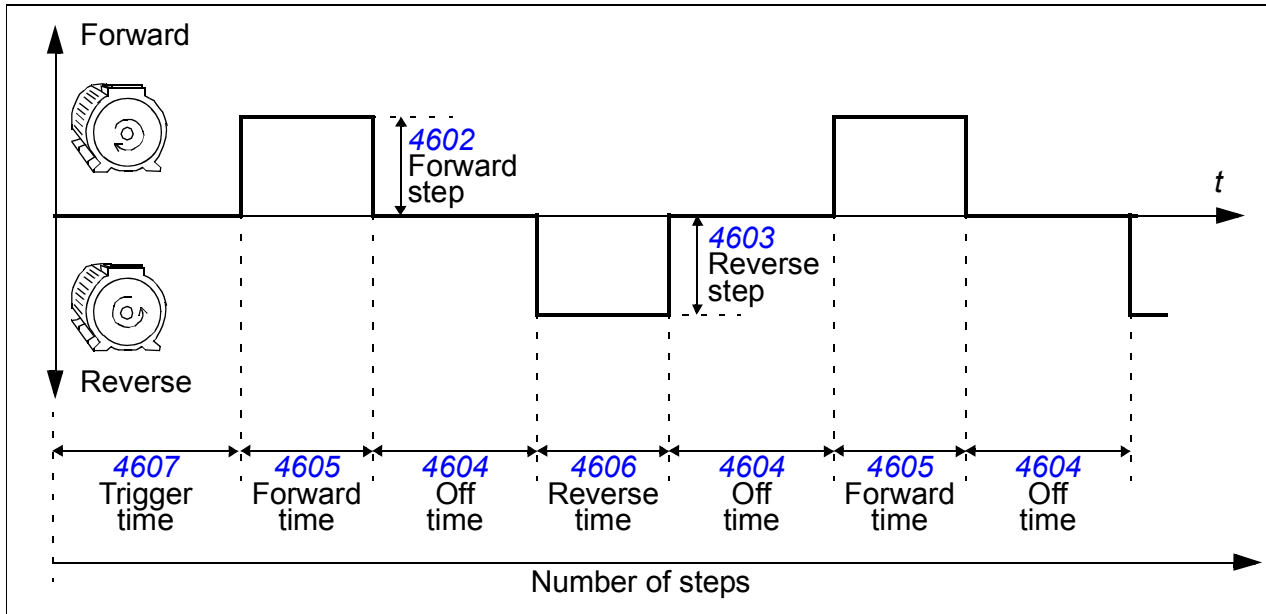 Forward
4602
Forward
step
t
4603
Reverse
step
Reverse
4607
Trigger
time
4605
Forward
time
4604
Off
time
4606
Reverse
time
4604
Off
time
4605
Forward
time
4604
Off
time
Number of steps